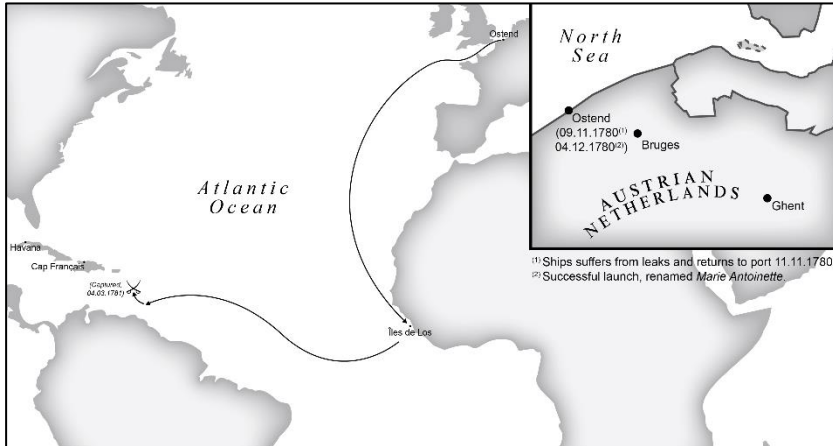 Ostend
Atlantic
Ocean
Havana
Cap Français
(Captured,
04.03.1781)
Îles de Los
North
Sea
Ostend
(09.11.1780(1)
04.12.1780(2))
Bruges
AUSTRIAN
NETHERLANDS
Ghent
(1) Ships suffers from leaks and returns to port 11.11.1780
(2) Successful launch, renamed Marie Antoinette.